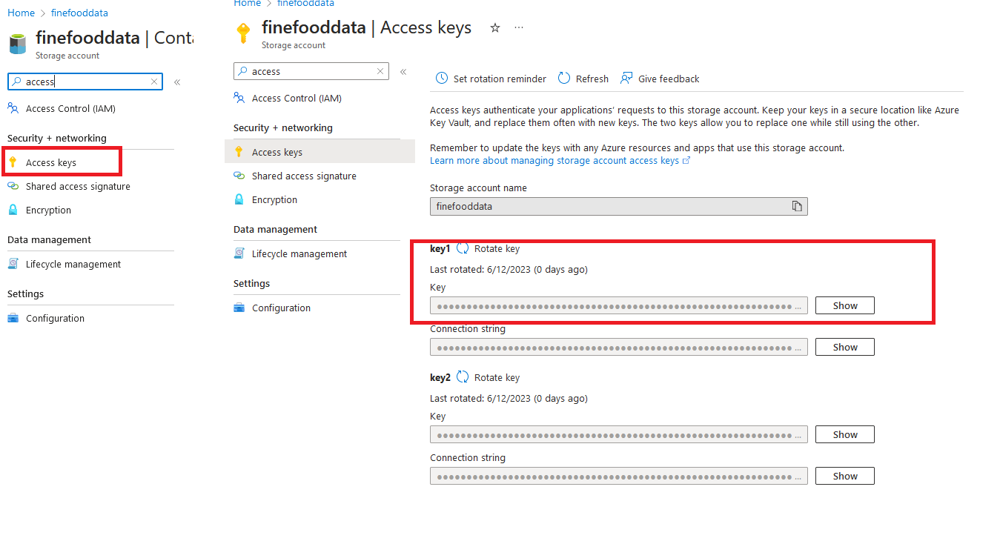 Home > finefooddata
finefooddata | Conta
Storage account
access
Access Control (IAM)
Security + networking
Access keys
Shared access signature
Encryption
Data management
Lifecycle management
Settings
Configuration
Home > finefooddata
finefooddata | Access keys
Storage account
access
Access Control (IAM)
Security + networking
Access keys
Shared access signature
Encryption
Data management
Lifecycle management
Settings
Configuration
Set rotation reminder Refresh Give feedback
Access keys authenticate your applications' requests to this storage account. Keep your keys in a secure location like Azure
Key Vault, and replace them often with new keys. The two keys allow you to replace one while still using the other.
Remember to update the keys with any Azure resources and apps that use this storage account.
Learn more about managing storage account access keys
Storage account name
finefooddata
key1 Rotate key
Last rotated: 6/12/2023 (0 days ago)
Key
Show
Connection string
Show
key2 Rotate key
Last rotated: 6/12/2023 (0 days ago)
Key
Show
Connection string
Show